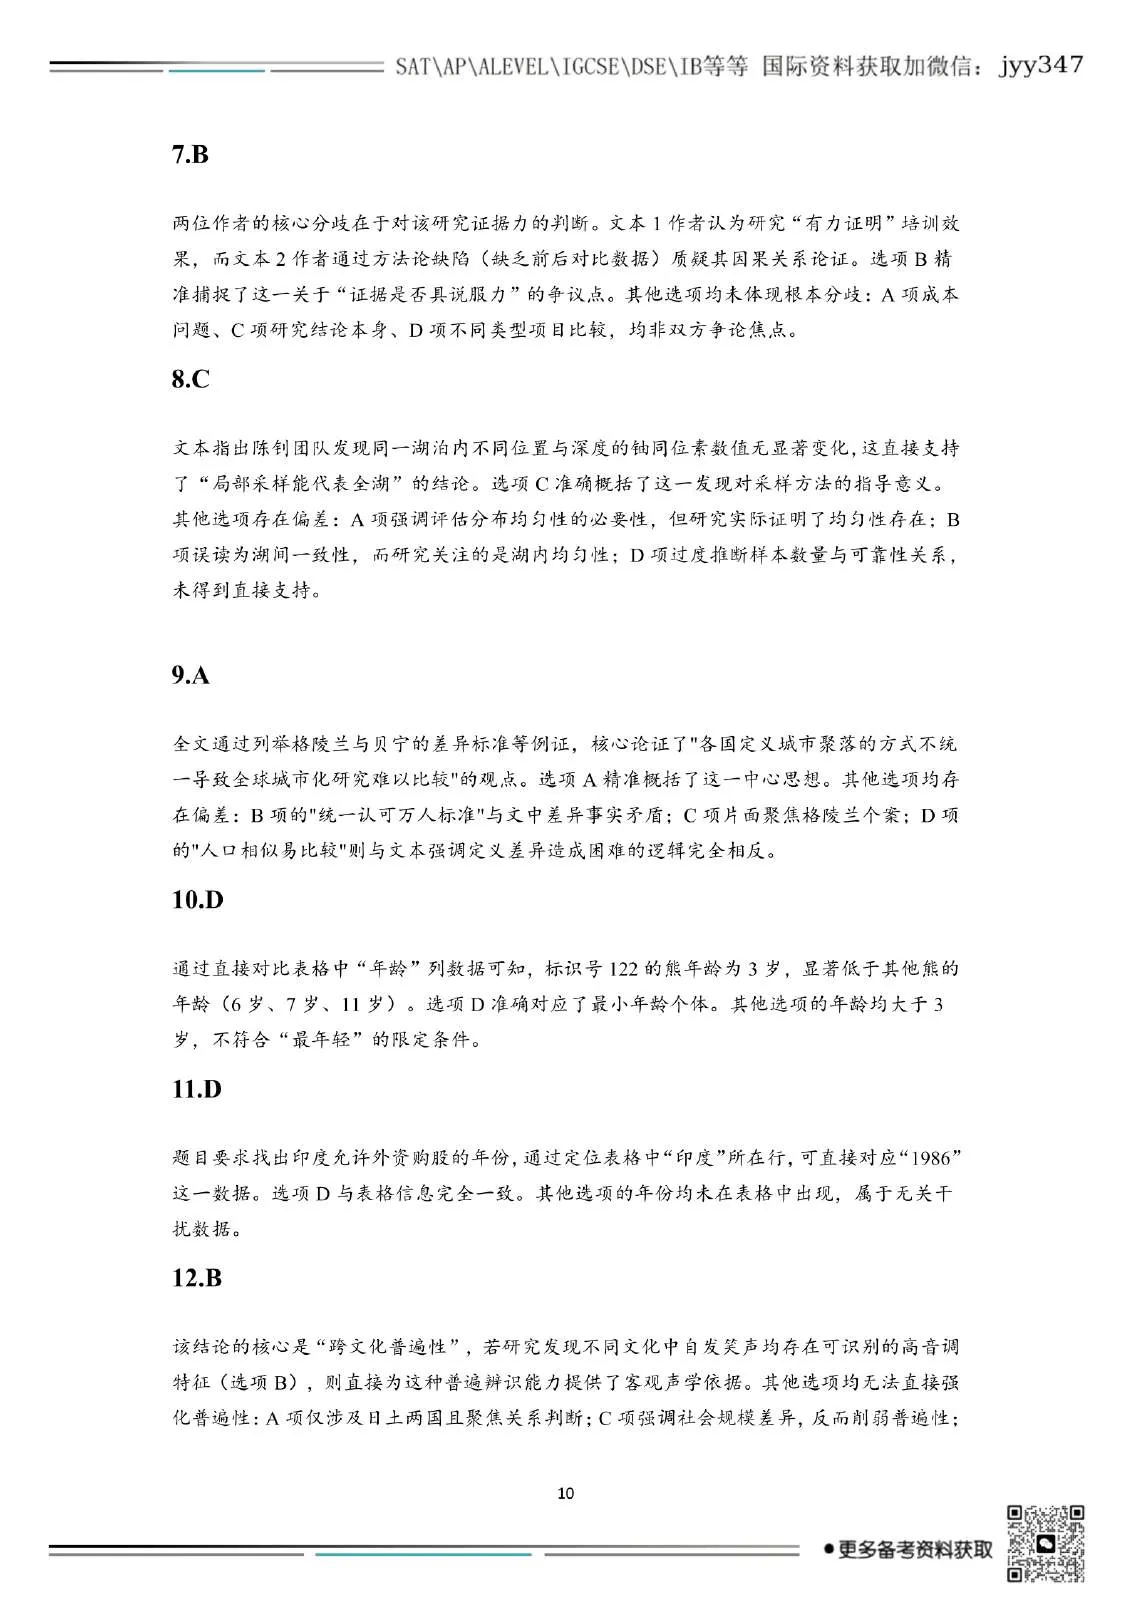 SAT\AP\ALEVEL\IGCSE\DSE\IB等等 国际资料获取加微信：jyy347
7.B
两位作者的核心分歧在于对该研究证据力的判断。文本 1 作者认为研究“有力证明”培训效
果，而文本 2 作者通过方法论缺陷（缺乏前后对比数据）质疑其因果关系论证。选项 B 精
准捕捉了这一关于“证据是否具说服力”的争议点。其他选项均未体现根本分歧：A 项成本
问题、C 项研究结论本身、D 项不同类型项目比较，均非双方争论焦点。
8.C
文本指出陈钊团队发现同一湖泊内不同位置与深度的铀同位素数值无显著变化，这直接支持
了“局部采样能代表全湖”的结论。选项 C 准确概括了这一发现对采样方法的指导意义。
其他选项存在偏差：A 项强调评估分布均匀性的必要性，但研究实际证明了均匀性存在；B
项误读为湖间一致性，而研究关注的是湖内均匀性；D 项过度推断样本数量与可靠性关系，
未得到直接支持。
9.A
全文通过列举格陵兰与贝宁的差异标准等例证，核心论证了"各国定义城市聚落的方式不统
一导致全球城市化研究难以比较"的观点。选项 A 精准概括了这一中心思想。其他选项均存
在偏差：B 项的"统一认可万人标准"与文中差异事实矛盾；C 项片面聚焦格陵兰个案；D 项
的"人口相似易比较"则与文本强调定义差异造成困难的逻辑完全相反。
10.D
通过直接对比表格中“年龄”列数据可知，标识号 122 的熊年龄为 3 岁，显著低于其他熊的
年龄（6 岁、7 岁、11 岁）。选项 D 准确对应了最小年龄个体。其他选项的年龄均大于 3
岁，不符合“最年轻”的限定条件。
11.D
题目要求找出印度允许外资购股的年份，通过定位表格中“印度”所在行，可直接对应“1986”
这一数据。选项 D 与表格信息完全一致。其他选项的年份均未在表格中出现，属于无关干
扰数据。
12.B
该结论的核心是“跨文化普遍性”，若研究发现不同文化中自发笑声均存在可识别的高音调
特征（选项 B），则直接为这种普遍辨识能力提供了客观声学依据。其他选项均无法直接强
化普遍性：A 项仅涉及日土两国且聚焦关系判断；C 项强调社会规模差异，反而削弱普遍性；
10
●更多备考资料获取